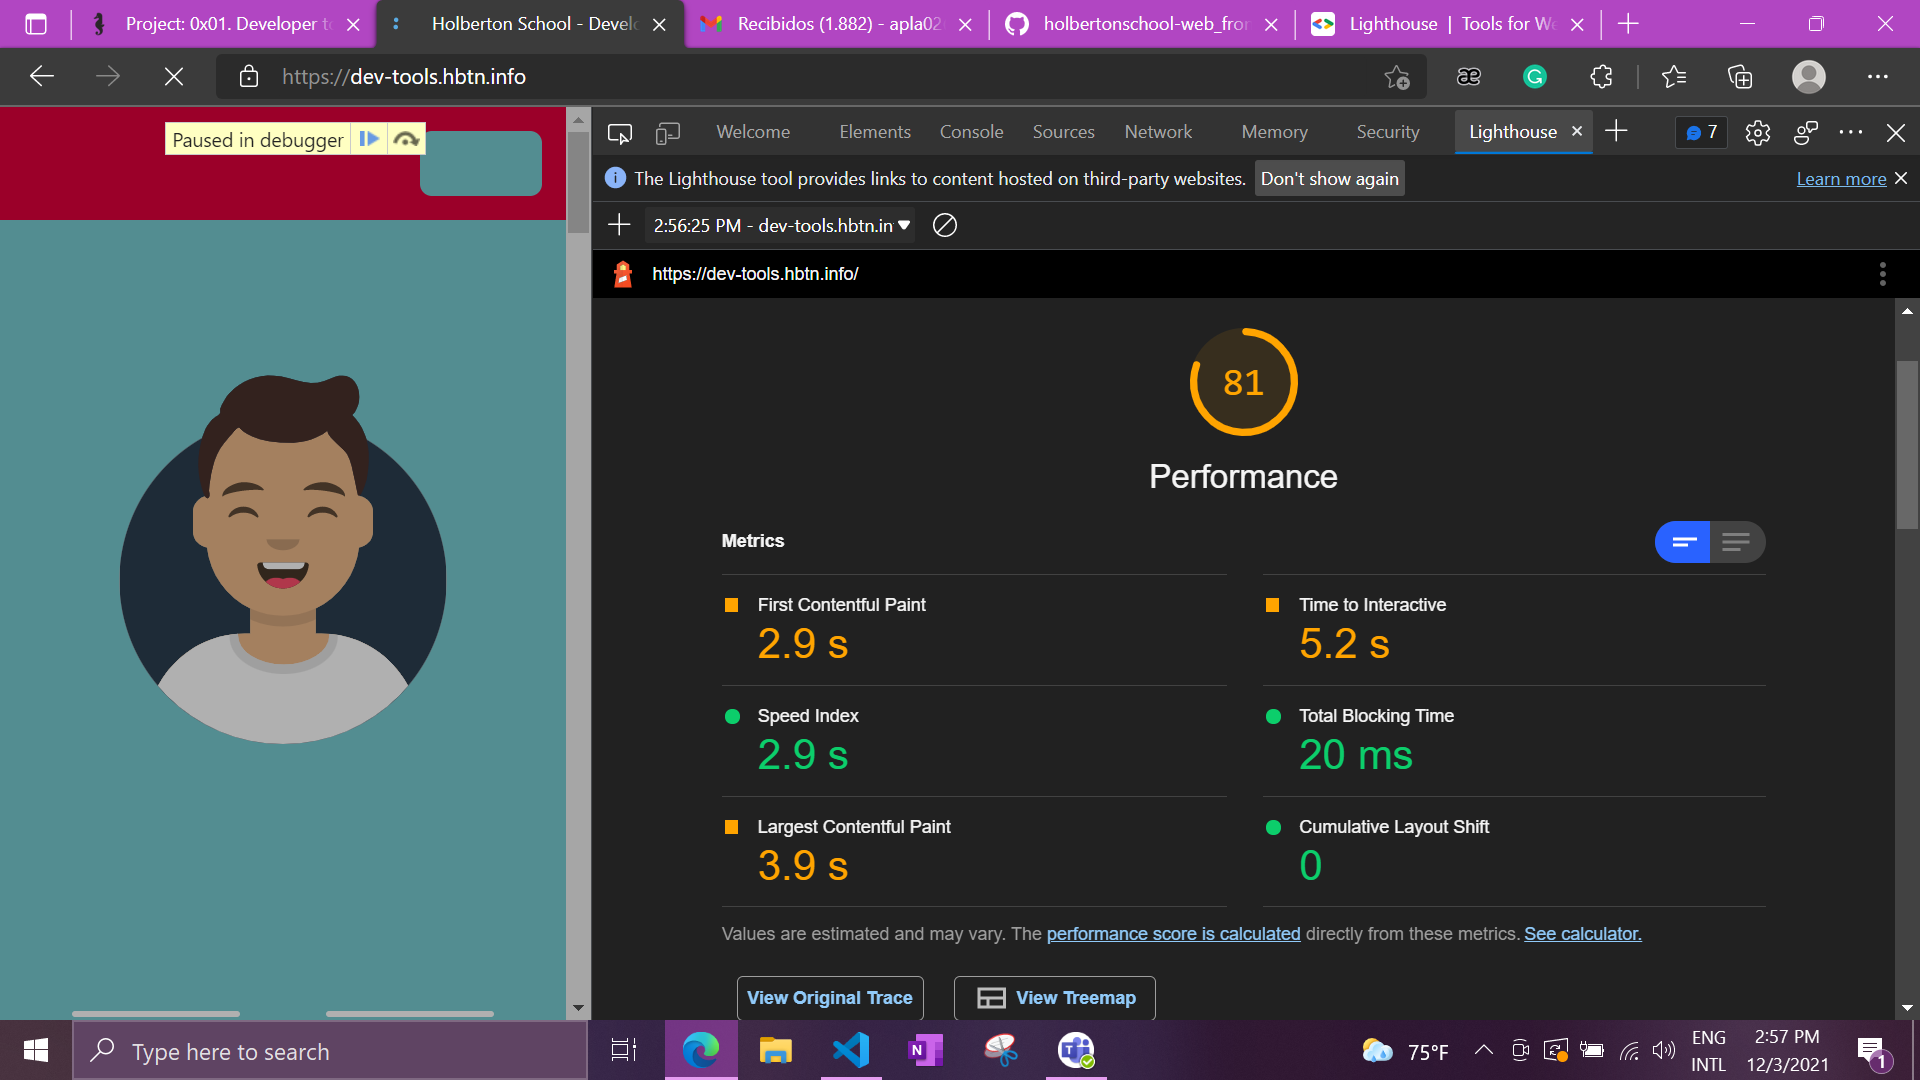 Project: 0x01. Developer to
Holberton School - Develo
Recibidos (1.882) - apla02
holbertonschool-web_fron
Lighthouse | Tools for We
https://dev-tools.hbtn.info
æ
G
Paused in debugger
Welcome
Elements
Console
Sources
Network
Memory
Security
Lighthouse
7
The Lighthouse tool provides links to content hosted on third-party websites.
Don't show again
Learn more
2:56:25 PM - dev-tools.hbtn.in
https://dev-tools.hbtn.info/
81
Performance
Metrics
First Contentful Paint
2.9 s
Time to Interactive
5.2 s
Speed Index
2.9 s
Total Blocking Time
20 ms
Largest Contentful Paint
3.9 s
Cumulative Layout Shift
0
Values are estimated and may vary. The performance score is calculated directly from these metrics. See calculator.
View Original Trace
View Treemap
Type here to search
N
T
75°F
ENG
INTL
2:57 PM
12/3/2021
1